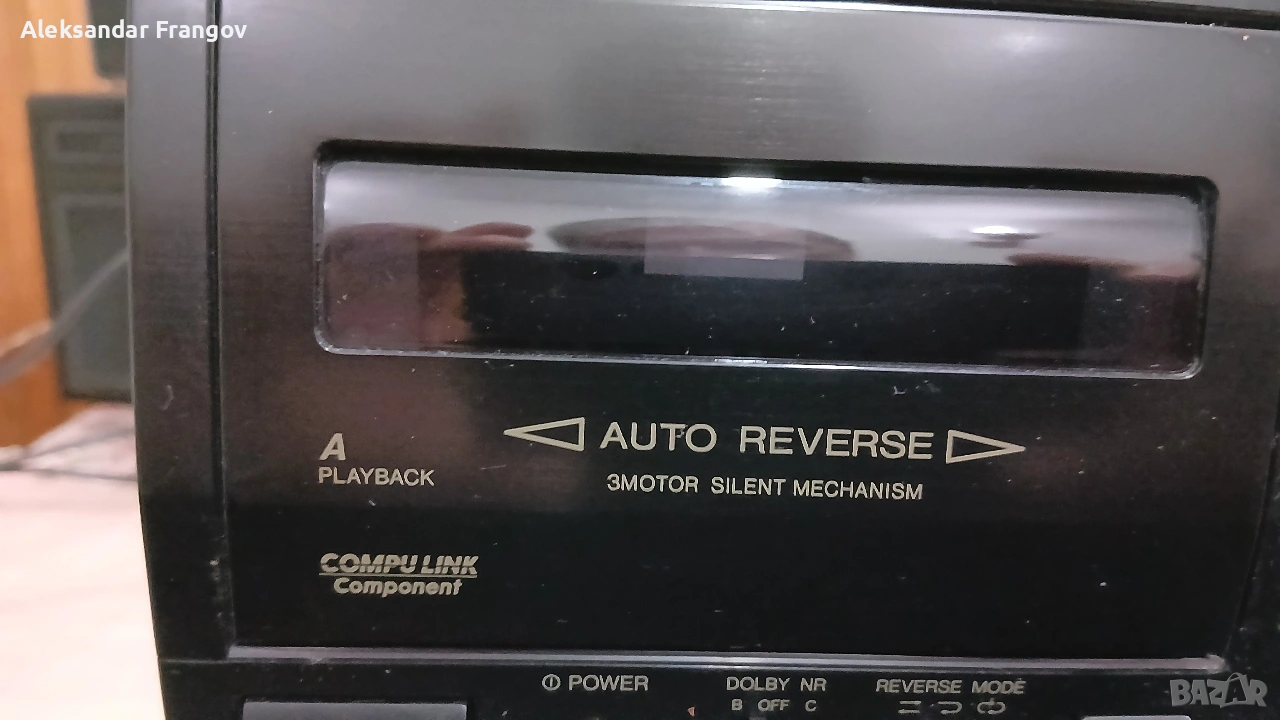 Aleksandar Frangov
AUTO REVERSE
A
PLAYBACK
3MOTOR SILENT MECHANISM
COMPU LINK
Component
POWER
DOLBY NR
REVERSE MODE
B OFF C
BAZAR